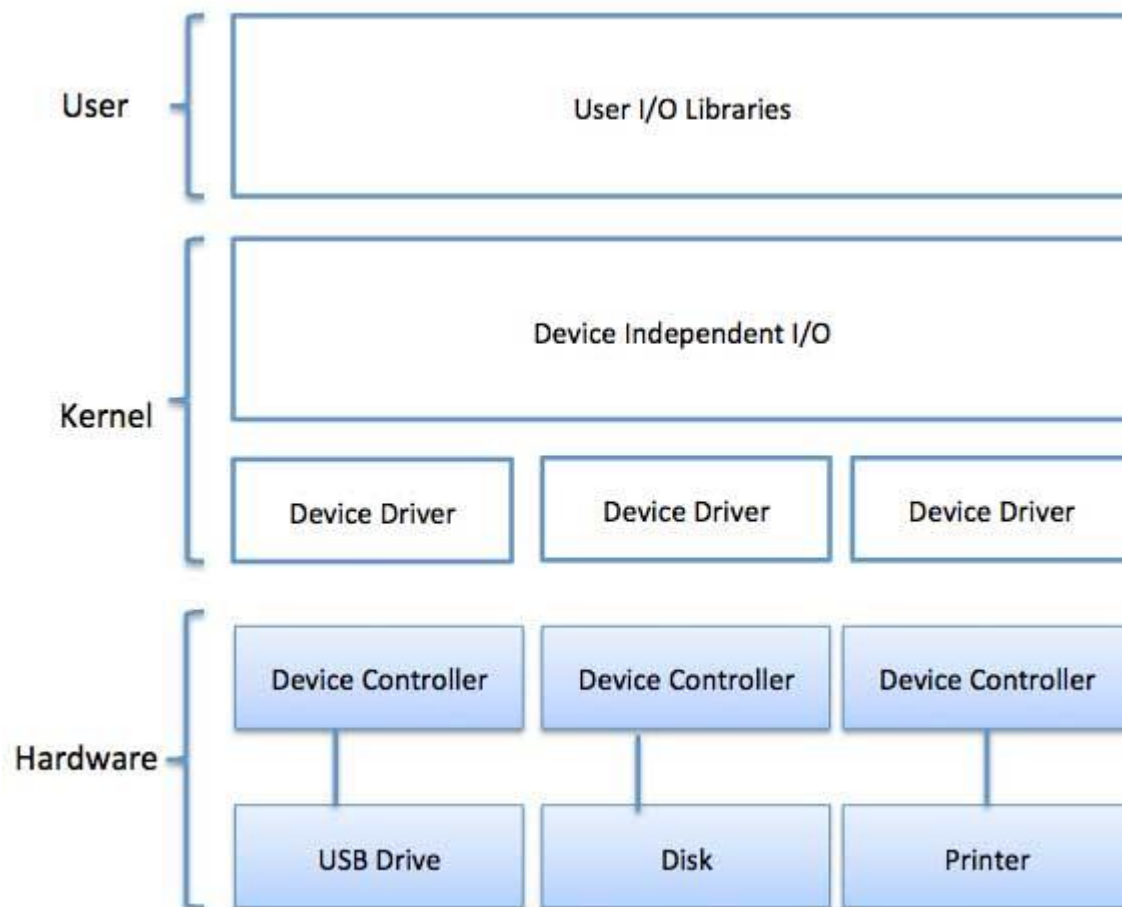 User
User I/O Libraries
Kernel
Device Independent I/O
Device Driver
Device Driver
Device Driver
Hardware
Device Controller
Device Controller
Device Controller
USB Drive
Disk
Printer